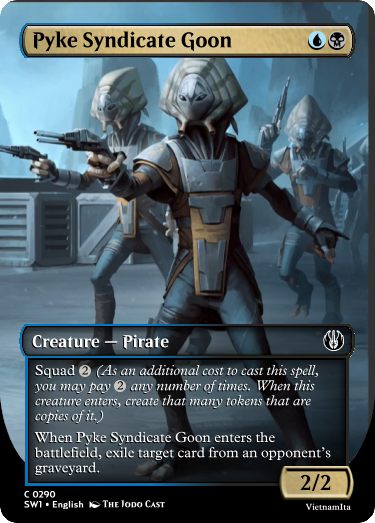 Pyke Syndicate Goon
Creature — Pirate
Squad 2 (As an additional cost to cast this spell,
you may pay 2 any number of times. When this
creature enters, create that many tokens that are
copies of it.)
When Pyke Syndicate Goon enters the
battlefield, exile target card from an opponent's
graveyard.
2/2
C 0290
SW1 • English The Jodo Cast
VietnamIta